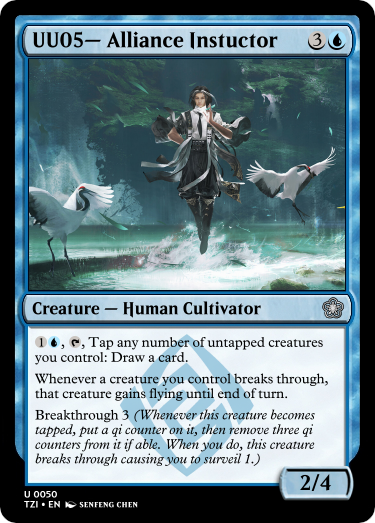 UU05— Alliance Instuctor 3
Creature — Human Cultivator
1, , Tap any number of untapped creatures
you control: Draw a card.
Whenever a creature you control breaks through,
that creature gains flying until end of turn.
Breakthrough 3 (Whenever this creature becomes
tapped, put a qi counter on it, then remove three qi
counters from it if able. When you do, this creature
breaks through causing you to surveil 1.)
2/4
U 0050
TZI • EN SENFENG CHEN